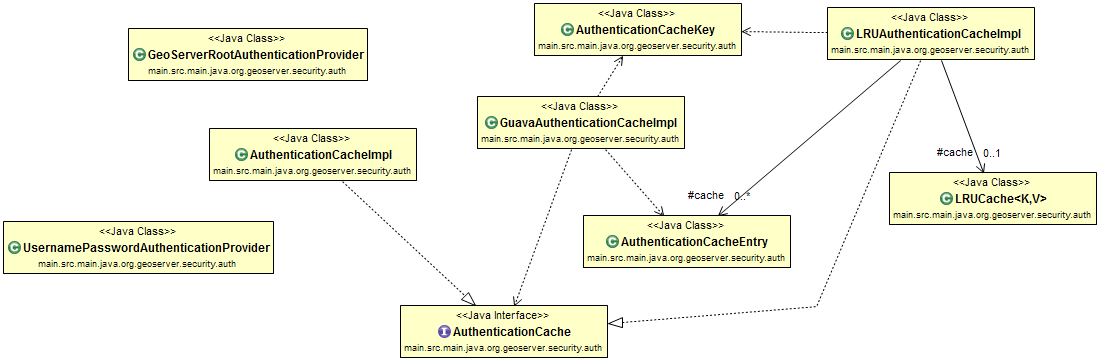 <<Java Class>>
AuthenticationCacheKey
main.src.main.java.org.geoserver.security.auth
<<Java Class>>
LRUAuthenticationCacheImpl
main.src.main.java.org.geoserver.security.auth
<<Java Class>>
GeoServerRootAuthenticationProvider
main.src.main.java.org.geoserver.security.auth
<<Java Class>>
GuavaAuthenticationCacheImpl
main.src.main.java.org.geoserver.security.auth
<<Java Class>>
AuthenticationCacheImpl
main.src.main.java.org.geoserver.security.auth
#cache 0..1
<<Java Class>>
LRUCache<K,V>
main.src.main.java.org.geoserver.security.auth
#cache 0..*
<<Java Class>>
AuthenticationCacheEntry
main.src.main.java.org.geoserver.security.auth
<<Java Class>>
UsernamePasswordAuthenticationProvider
main.src.main.java.org.geoserver.security.auth
<<Java Interface>>
AuthenticationCache
main.src.main.java.org.geoserver.security.auth